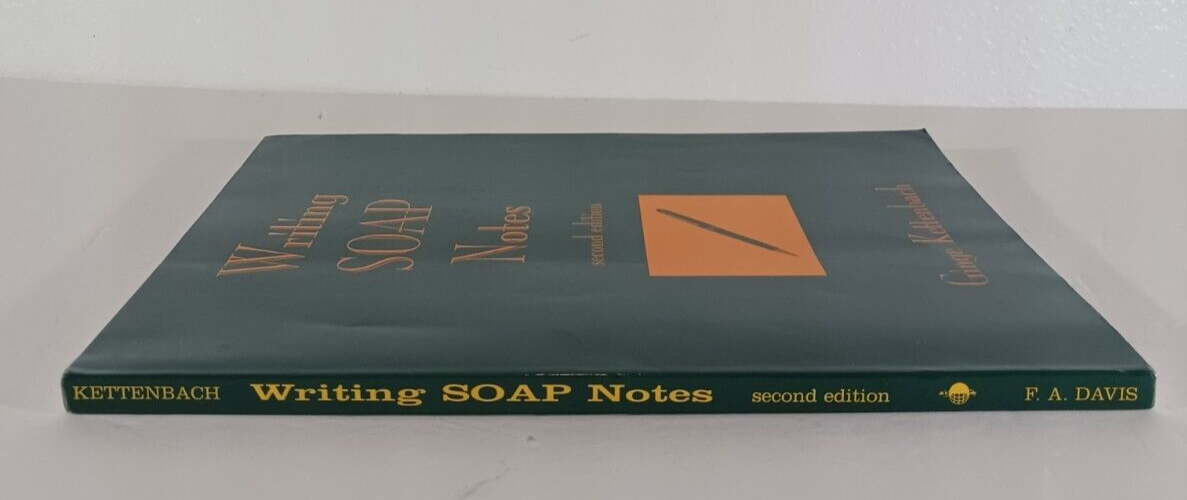 Writing
SOAP
Notes
second edition
Ginge Kettenbach
KETTENBACH Writing SOAP Notes second edition F. A. DAVIS